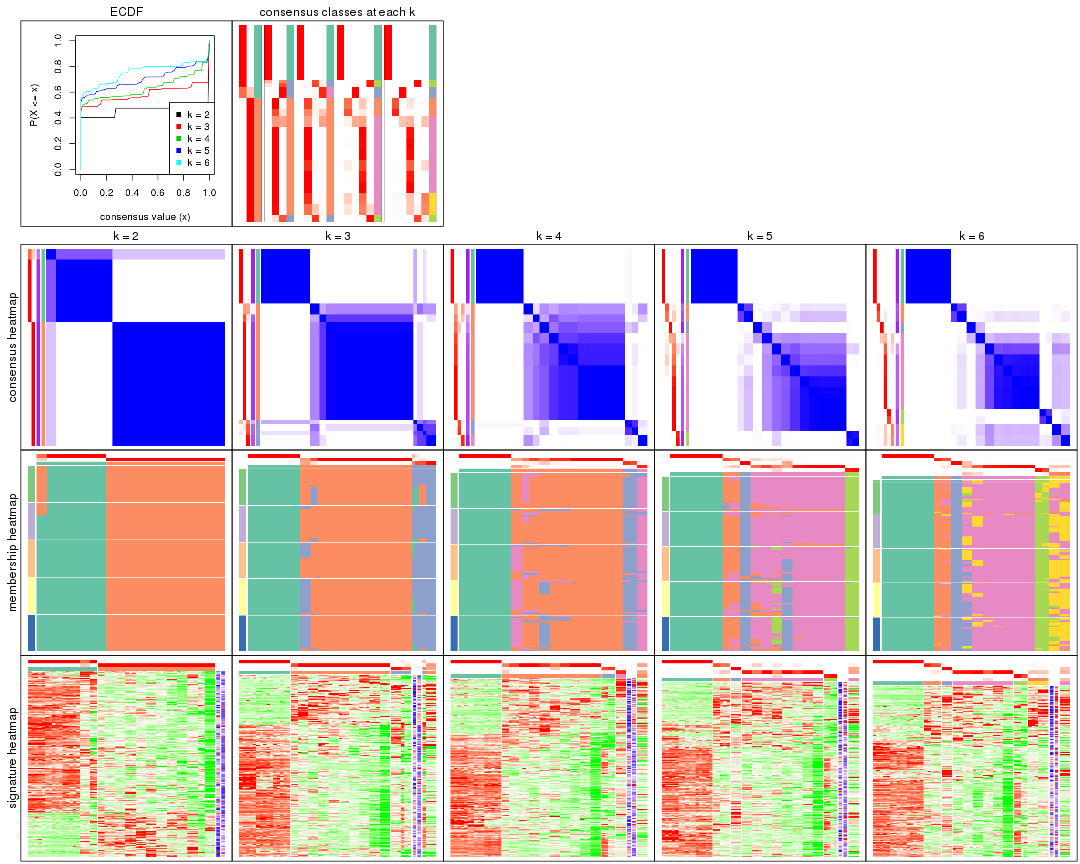 ECDF
consensus classes at each k
P(X <= x)
0.0 0.2 0.4 0.6 0.8 1.0
k = 2
k = 3
k = 4
k = 5
k = 6
0.0 0.2 0.4 0.6 0.8 1.0
consensus value (x)
k = 2
k = 3
k = 4
k = 5
k = 6
consensus heatmap
membership heatmap
signature heatmap